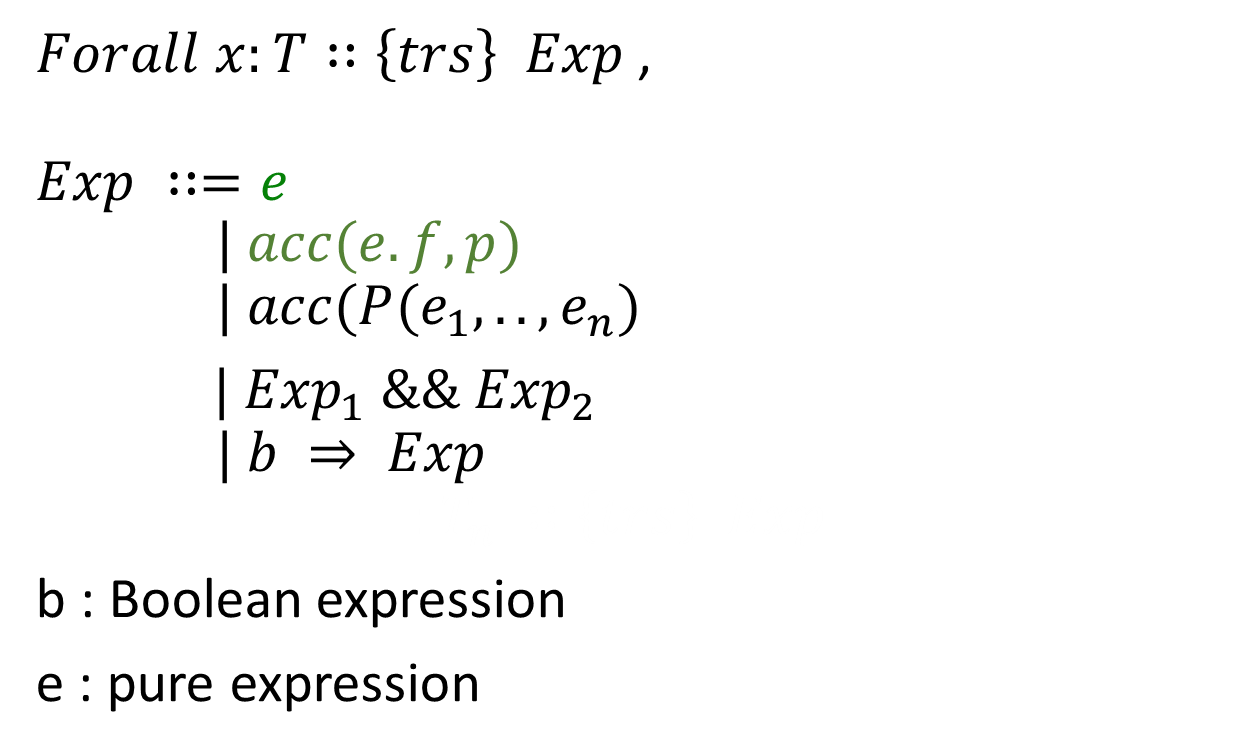 Forall x: T :: {trs} Exp ,
Exp ::= e
| acc(e. f, p)
| acc(P(e₁, . . , eₙ)
| Exp₁ && Exp₂
| b ⇒ Exp
b : Boolean expression
e : pure expression